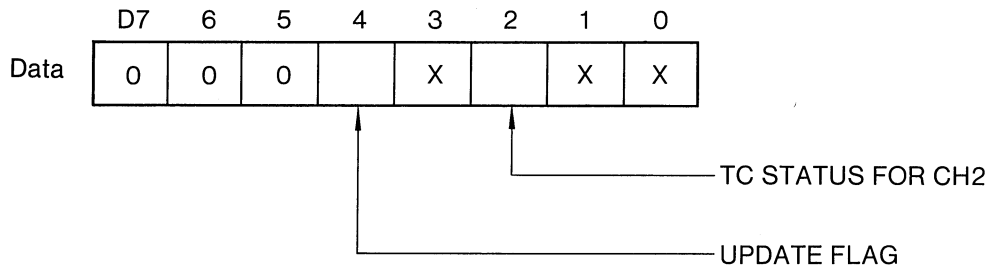 D7 6 5 4 3 2 1 0
Data 0 0 0 X X X
TC STATUS FOR CH2
UPDATE FLAG